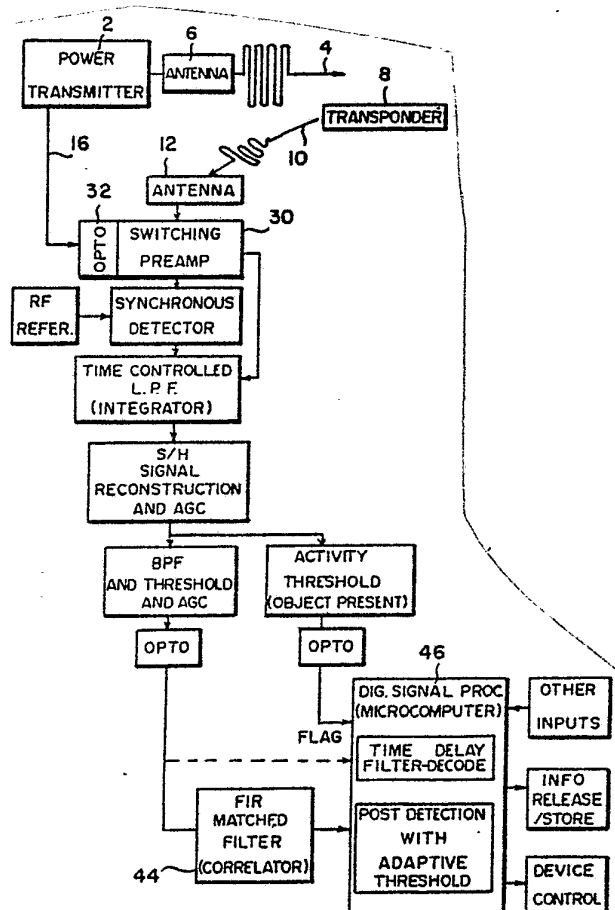 2
POWER
TRANSMITTER
6
ANTENNA
4
8
TRANSPONDER
10
16
12
ANTENNA
32
OPTO
SWITCHING
PREAMP
30
RF
REFER.
SYNCHRONOUS
DETECTOR
TIME CONTROLLED
L.P.F.
(INTEGRATOR)
S/H
SIGNAL
RECONSTRUCTION
AND AGC
BPF
AND THRESHOLD
AND AGC
ACTIVITY
THRESHOLD
(OBJECT PRESENT)
OPTO
OPTO
46
FLAG
DIG. SIGNAL PROC.
(MICROCOMPUTER)
TIME DELAY
FILTER-DECODE
POST DETECTION
WITH
ADAPTIVE
THRESHOLD
OTHER
INPUTS
INFO
RELEASE
/STORE
DEVICE
CONTROL
FIR
MATCHED
FILTER
(CORRELATOR)
44